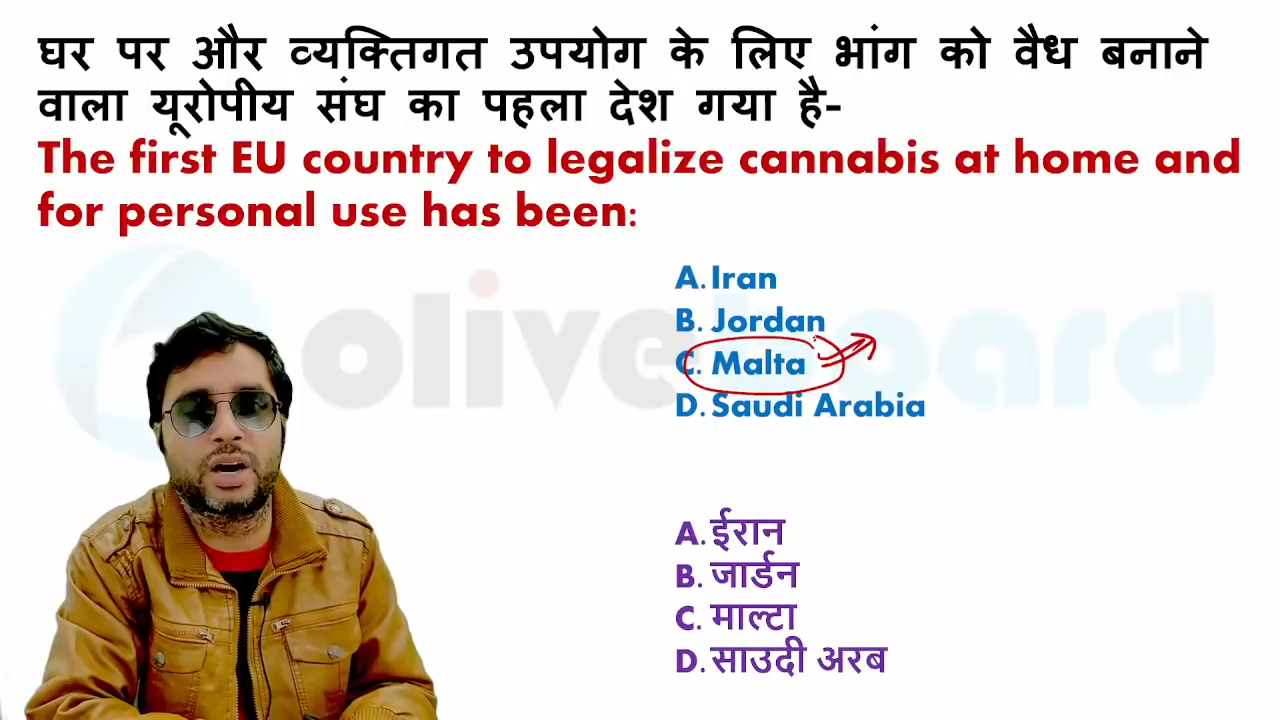 घर पर और व्यक्तिगत उपयोग के लिए भांग को वैध बनाने
वाला यूरोपीय संघ का पहला देश गया है-
The first EU country to legalize cannabis at home and
for personal use has been:
oliveboard
A. Iran
B. Jordan
C. Malta
D. Saudi Arabia
A. ईरान
B. जार्डन
C. माल्टा
D. साउदी अरब